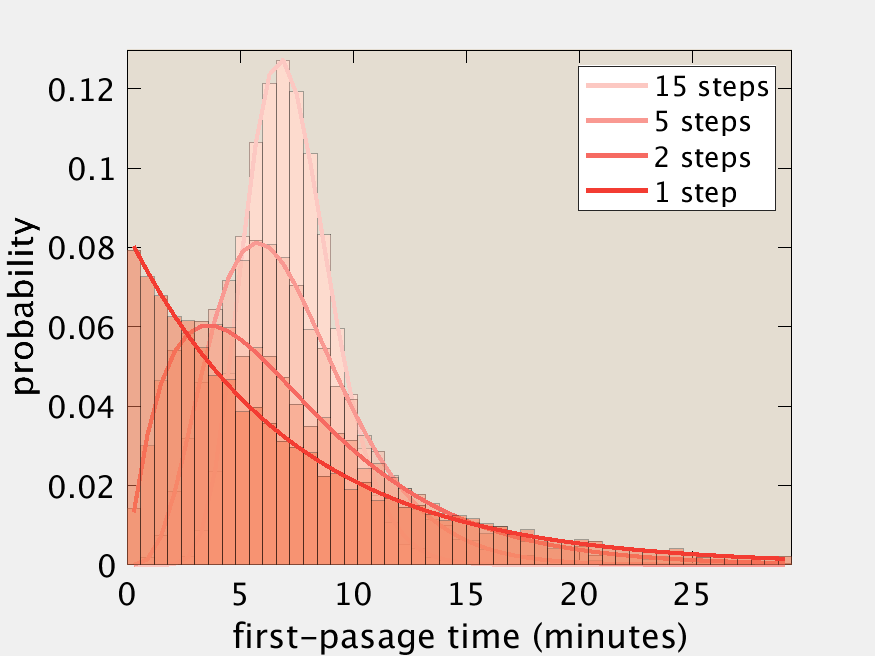 0.12
0.1
0.08
0.06
0.04
0.02
0
probability
15 steps
5 steps
2 steps
1 step
0 5 10 15 20 25
first-pasage time (minutes)